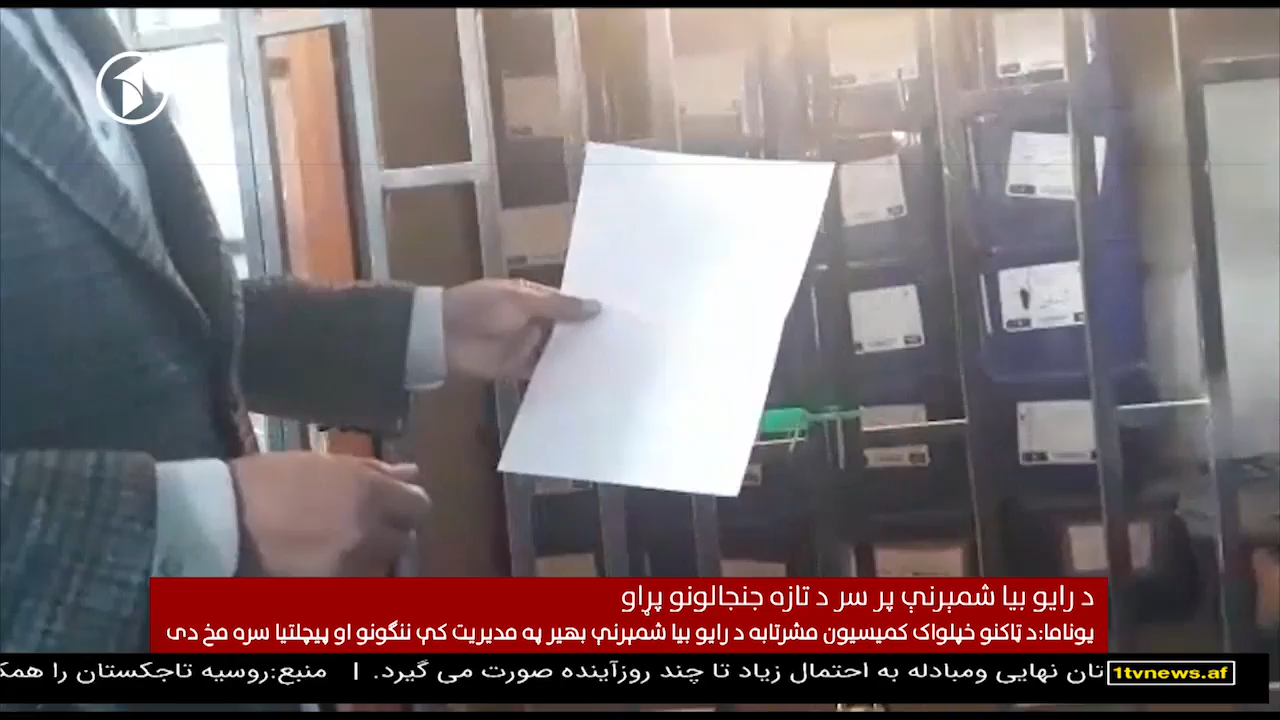 د رایو بیا شمېرنې پر سر د تازه جنجالونو پړاو
یوناما:د ټاکنو خپلواک کمیسیون مشرتابه د رایو بیا شمېرنې بهیر په مدیریت کې ننګونو او پیچلتیا سره مخ دی
تان نهایی ومبادله به احتمال زیاد تا چند روزآینده صورت می گیرد. | منبع:روسیه تاجکستان را همک
1tvnews.af